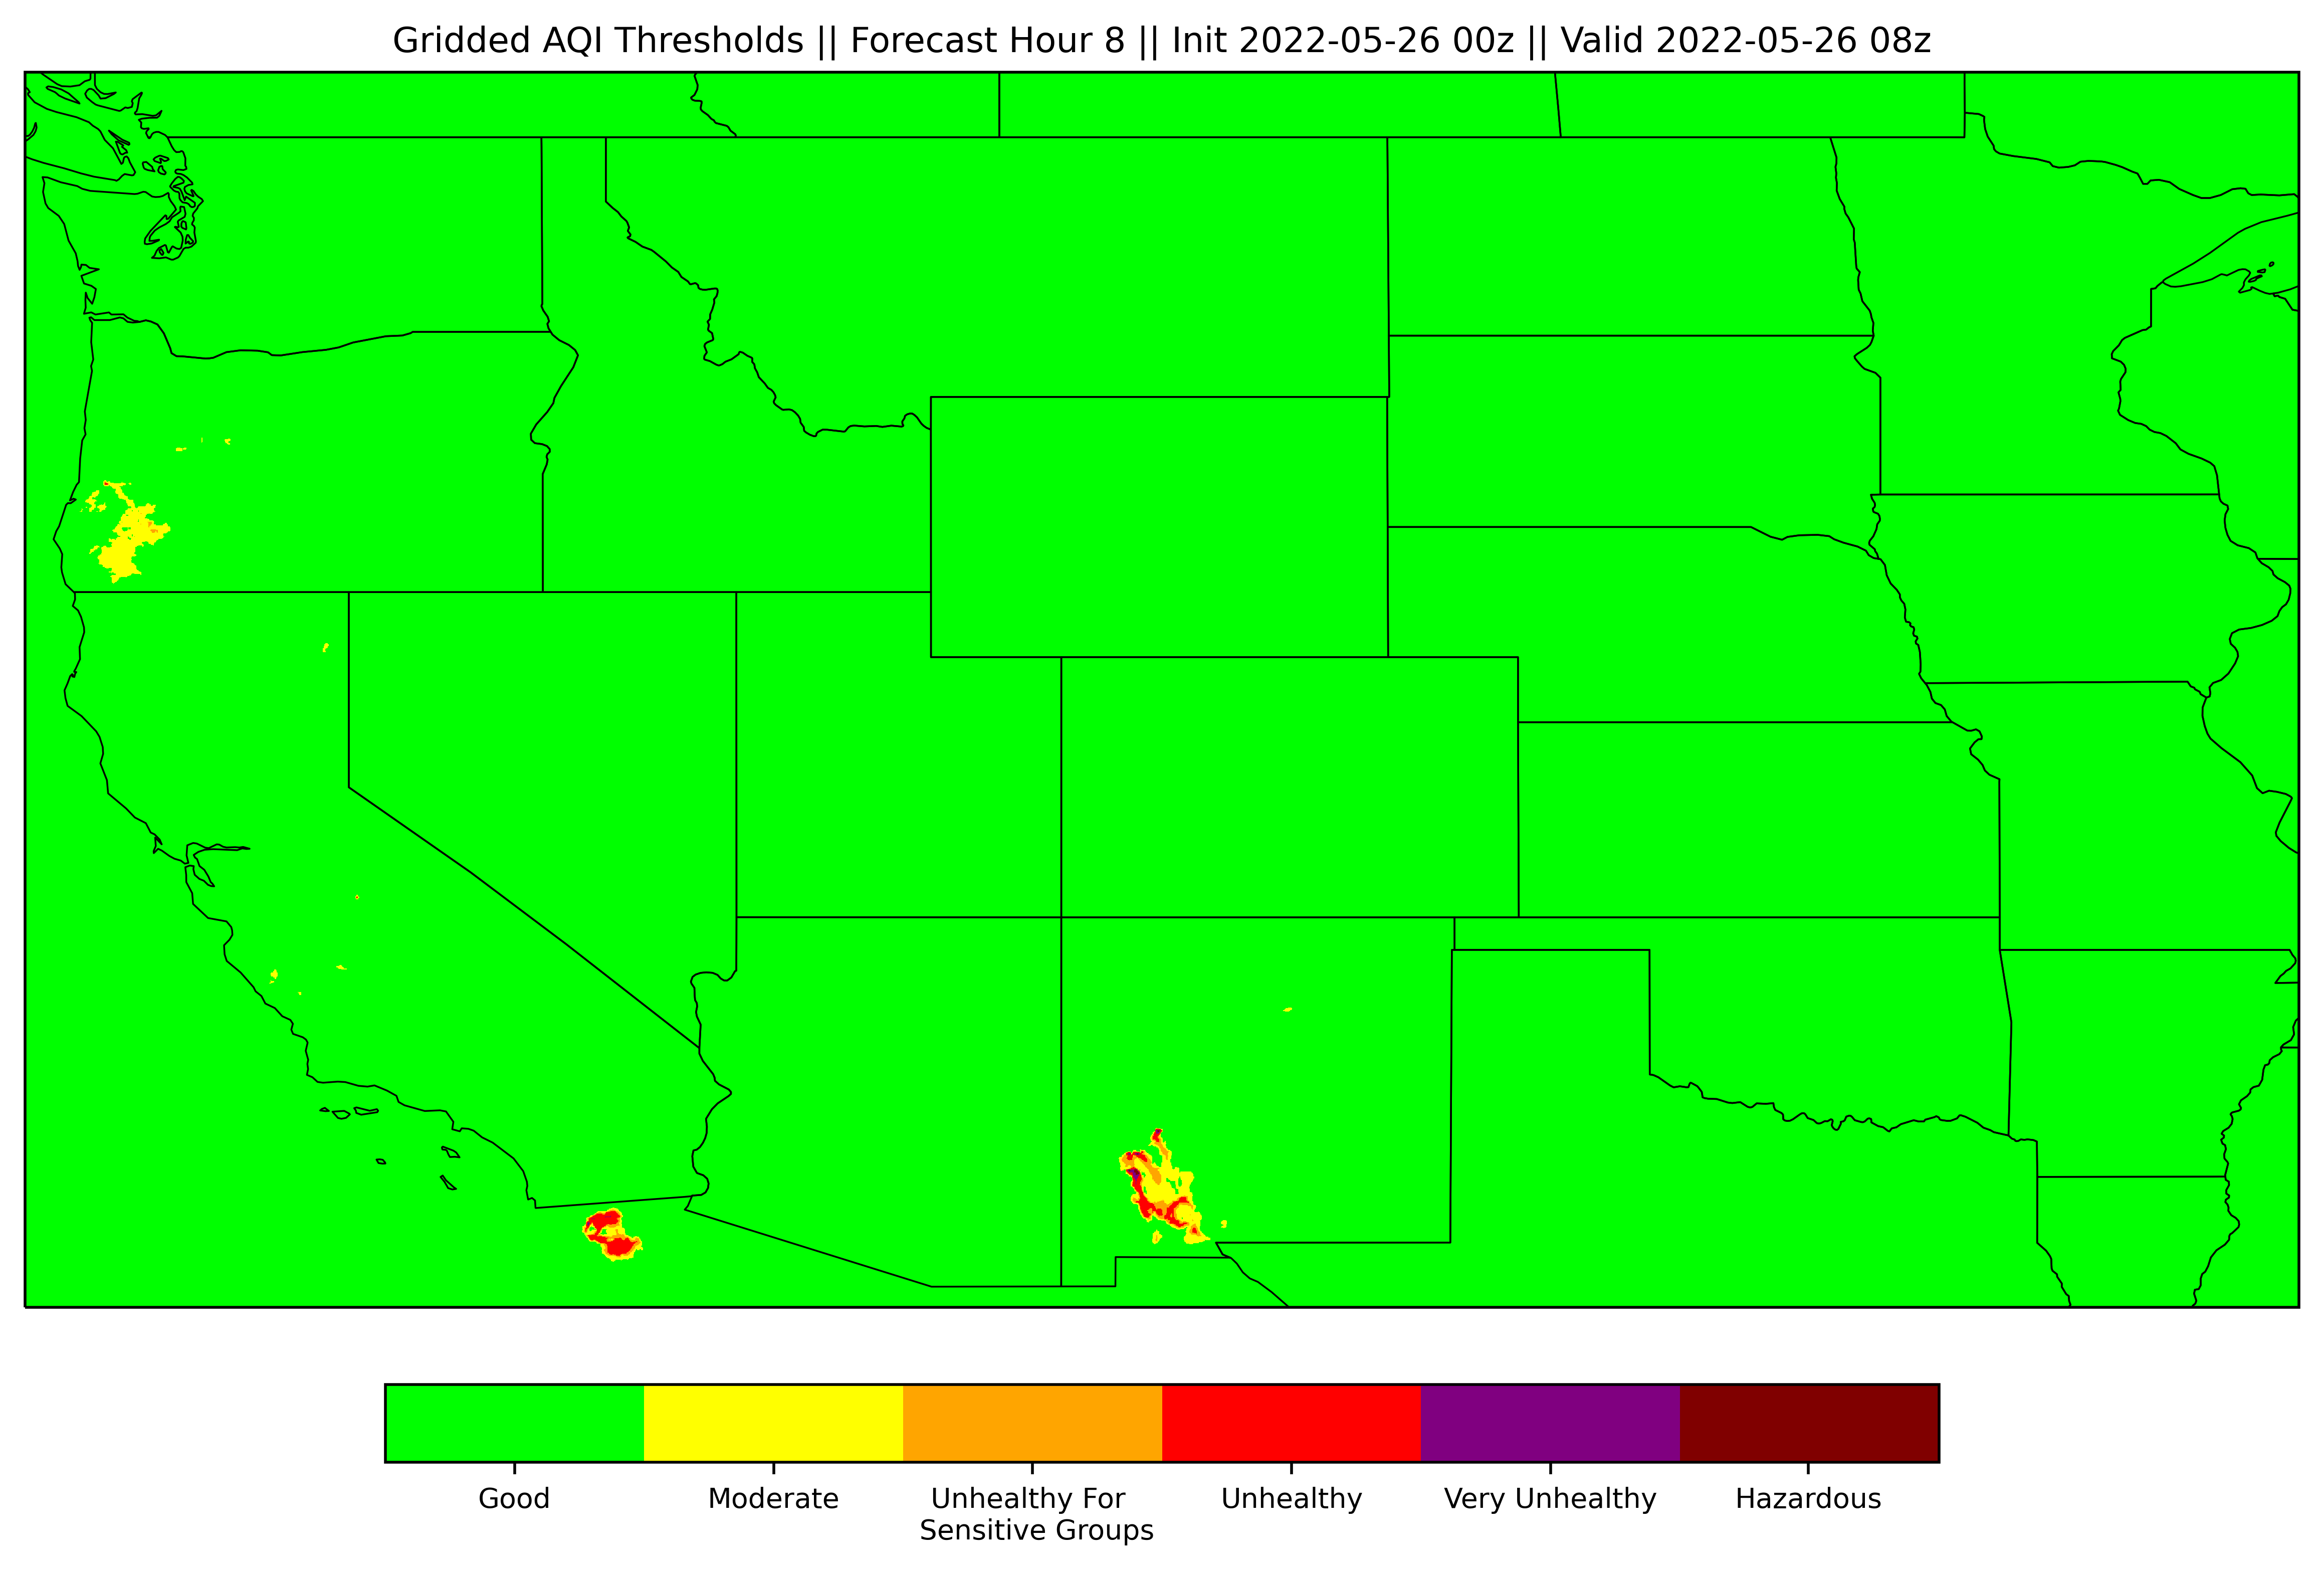 Gridded AQI Thresholds || Forecast Hour 8 || Init 2022-05-26 00z || Valid 2022-05-26 08z
Good
Moderate
Unhealthy For
Sensitive Groups
Unhealthy
Very Unhealthy
Hazardous